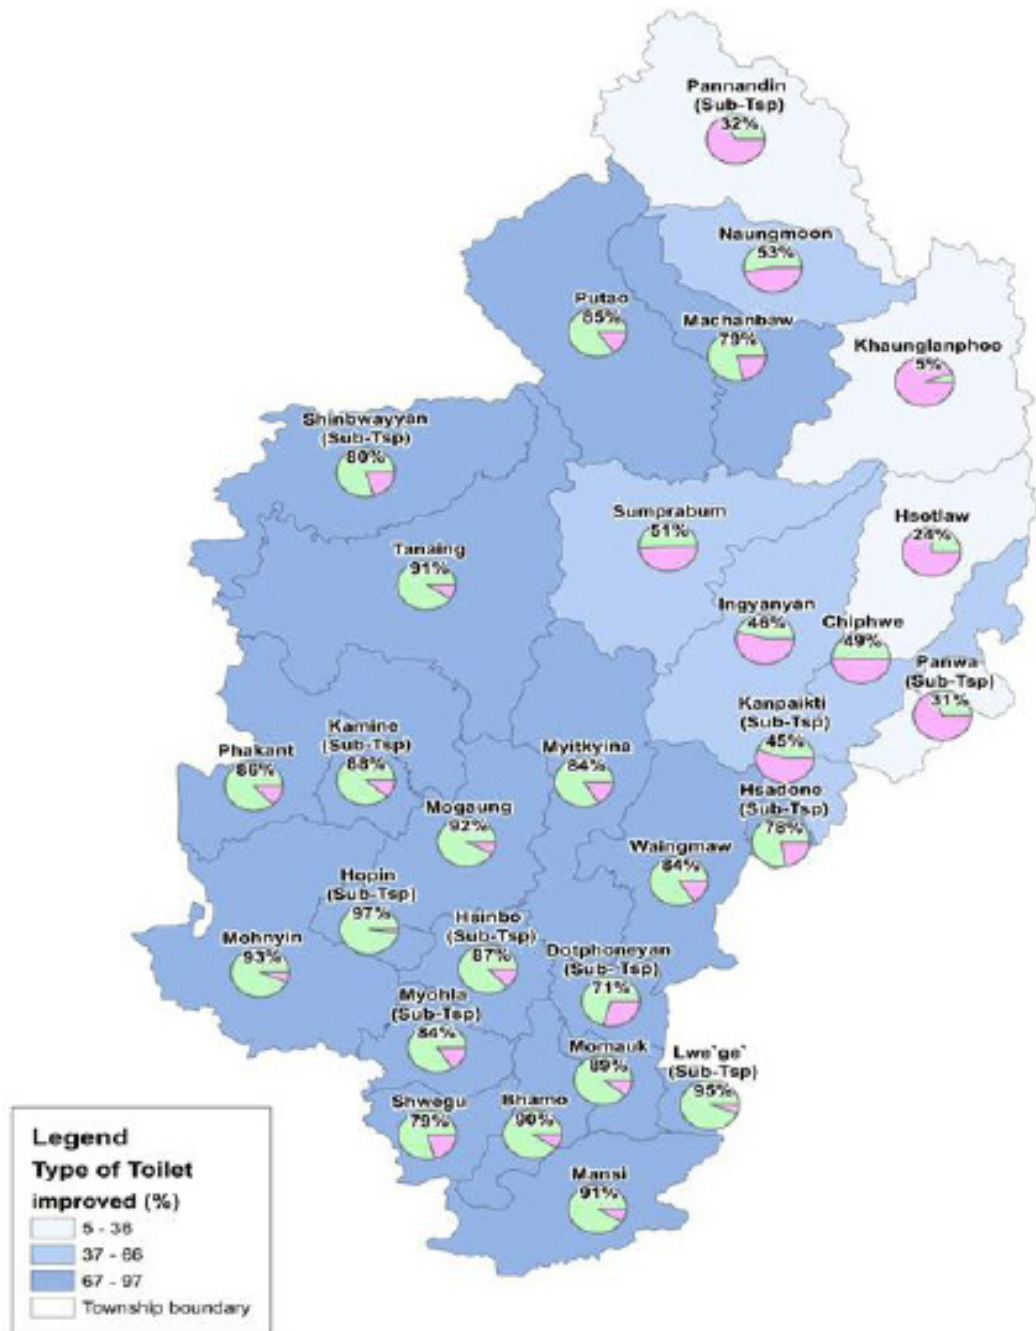 Pannandin
(Sub-Tsp)
32%
Naungmoon
53%
Putao
85%
Machanbaw
79%
Khaunglanphoo
5%
Shinbwayyan
(Sub-Tsp)
80%
Sumprabum
51%
Hsotlaw
24%
Tanaing
91%
Ingyanyan
46%
Chiphwe
49%
Panwa
(Sub-Tsp)
31%
Kanpaikti
(Sub-Tsp)
45%
Phakant
86%
Kamine
(Sub-Tsp)
88%
Myitkyina
84%
Hsadone
(Sub-Tsp)
78%
Mogaung
92%
Waingmaw
84%
Hopin
(Sub-Tsp)
97%
Hsinbo
(Sub-Tsp)
87%
Mohnyin
93%
Dotphoneyan
(Sub-Tsp)
71%
Myohla
(Sub-Tsp)
84%
Momauk
89%
Lwe`ge`
(Sub-Tsp)
95%
Shwegu
79%
Bhamo
90%
Mansi
91%
Legend
Type of Toilet
improved (%)
5 - 36
37 - 66
67 - 97
Township boundary